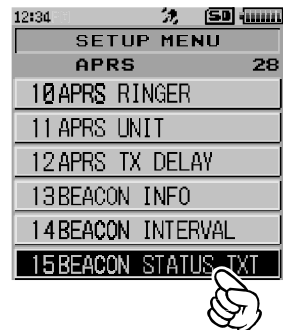 12:34 SD
SETUP MENU
APRS 28
10 APRS RINGER
11 APRS UNIT
12 APRS TX DELAY
13 BEACON INFO
14 BEACON INTERVAL
15 BEACON STATUS TXT